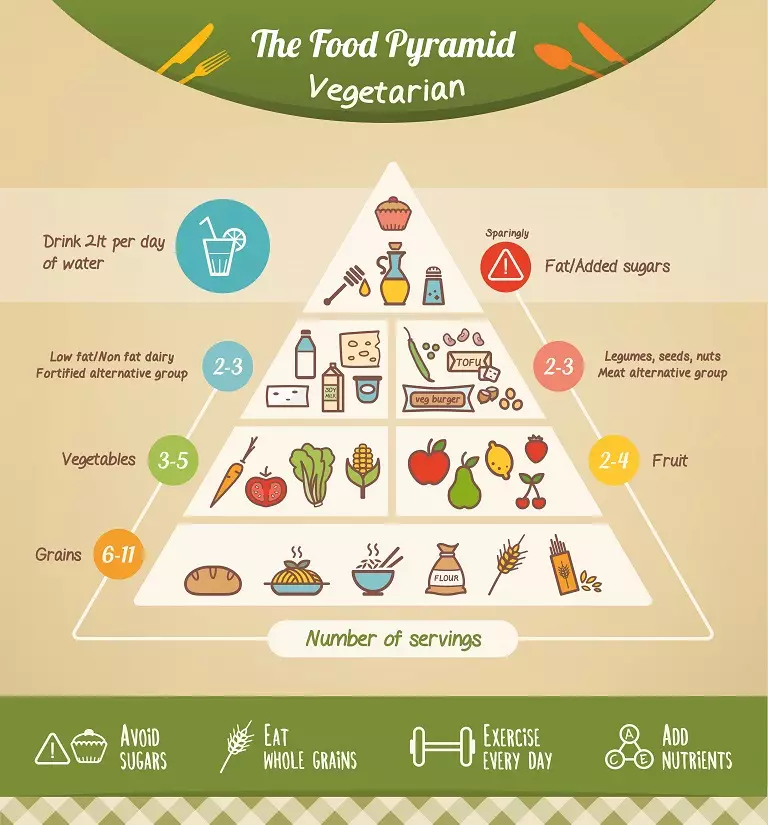 The Food Pyramid
Vegetarian
Drink 2lt per day
of water
Sparingly
Fat/Added sugars
Low fat/Non fat dairy
Fortified alternative group
2-3
SOY
MILK
TOFU
veg burger
2-3
Legumes, seeds, nuts
Meat alternative group
Vegetables
3-5
2-4
Fruit
Grains
6-11
FLOUR
Number of servings
AVOID
SUGARS
EAT
WHOLE GRAINS
EXERCISE
EVERY DAY
A
C
E
ADD
NUTRIENTS